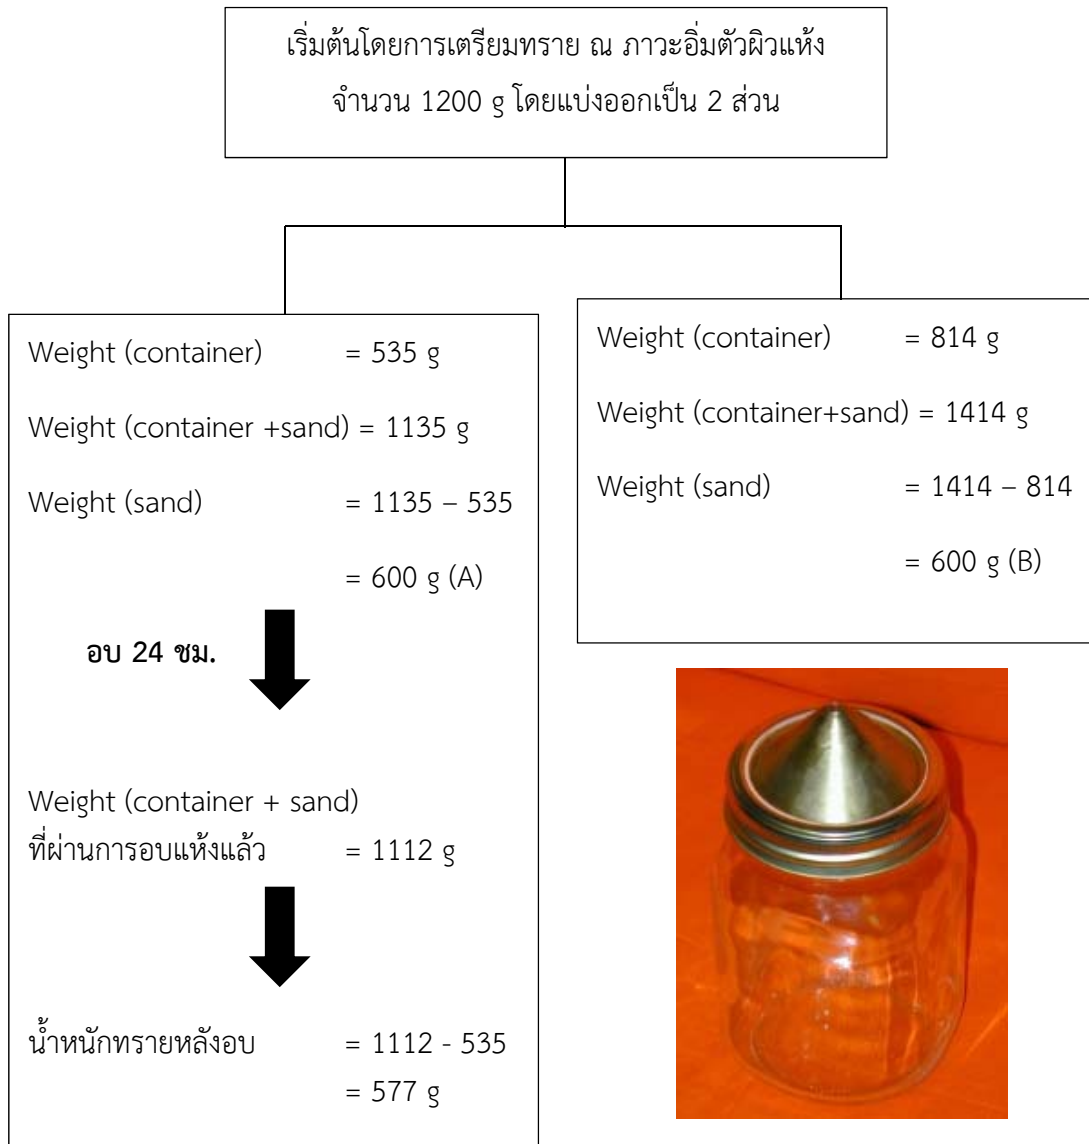 เริ่มต้นโดยการเตรียมทราย ณ ภาวะอิ่มตัวผิวแห้ง
จำนวน 1200 g โดยแบ่งออกเป็น 2 ส่วน
Weight (container) = 535 g
Weight (container +sand) = 1135 g
Weight (sand) = 1135 – 535
= 600 g (A)
อบ 24 ชม.
Weight (container + sand)
ที่ผ่านการอบแห้งแล้ว = 1112 g
น้ำหนักทรายหลังอบ = 1112 - 535
= 577 g
Weight (container) = 814 g
Weight (container+sand) = 1414 g
Weight (sand) = 1414 – 814
= 600 g (B)